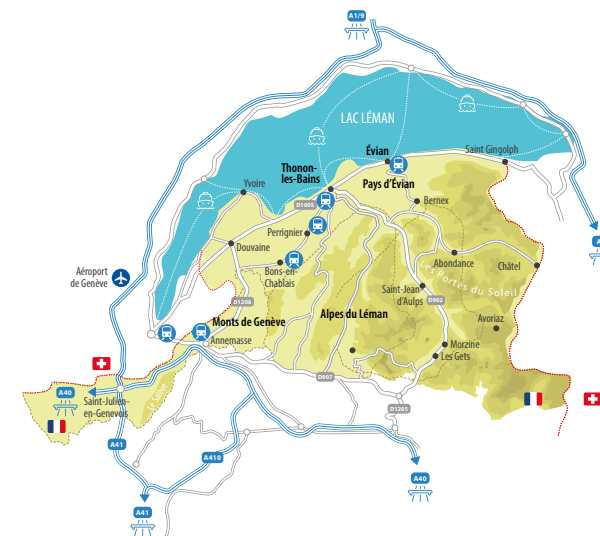 A1/9
LAC LÉMAN
Évian
Saint Gingolph
Thonon-
les-Bains
Pays d'Évian
Yvoire
Bernex
D1005
Perrignier
Douvaine
A
Abondance
Châtel
Aéroport
de Genève
Bons-en-
Chablais
Les Portes du Soleil
Saint-Jean
d'Aulps
D1206
D902
Monts de Genève
Alpes du Léman
Avoriaz
Annemasse
Morzine
Les Gets
D907
A40
Saint-Julien
en-Genevois
D1205
A41
A410
A40
A41